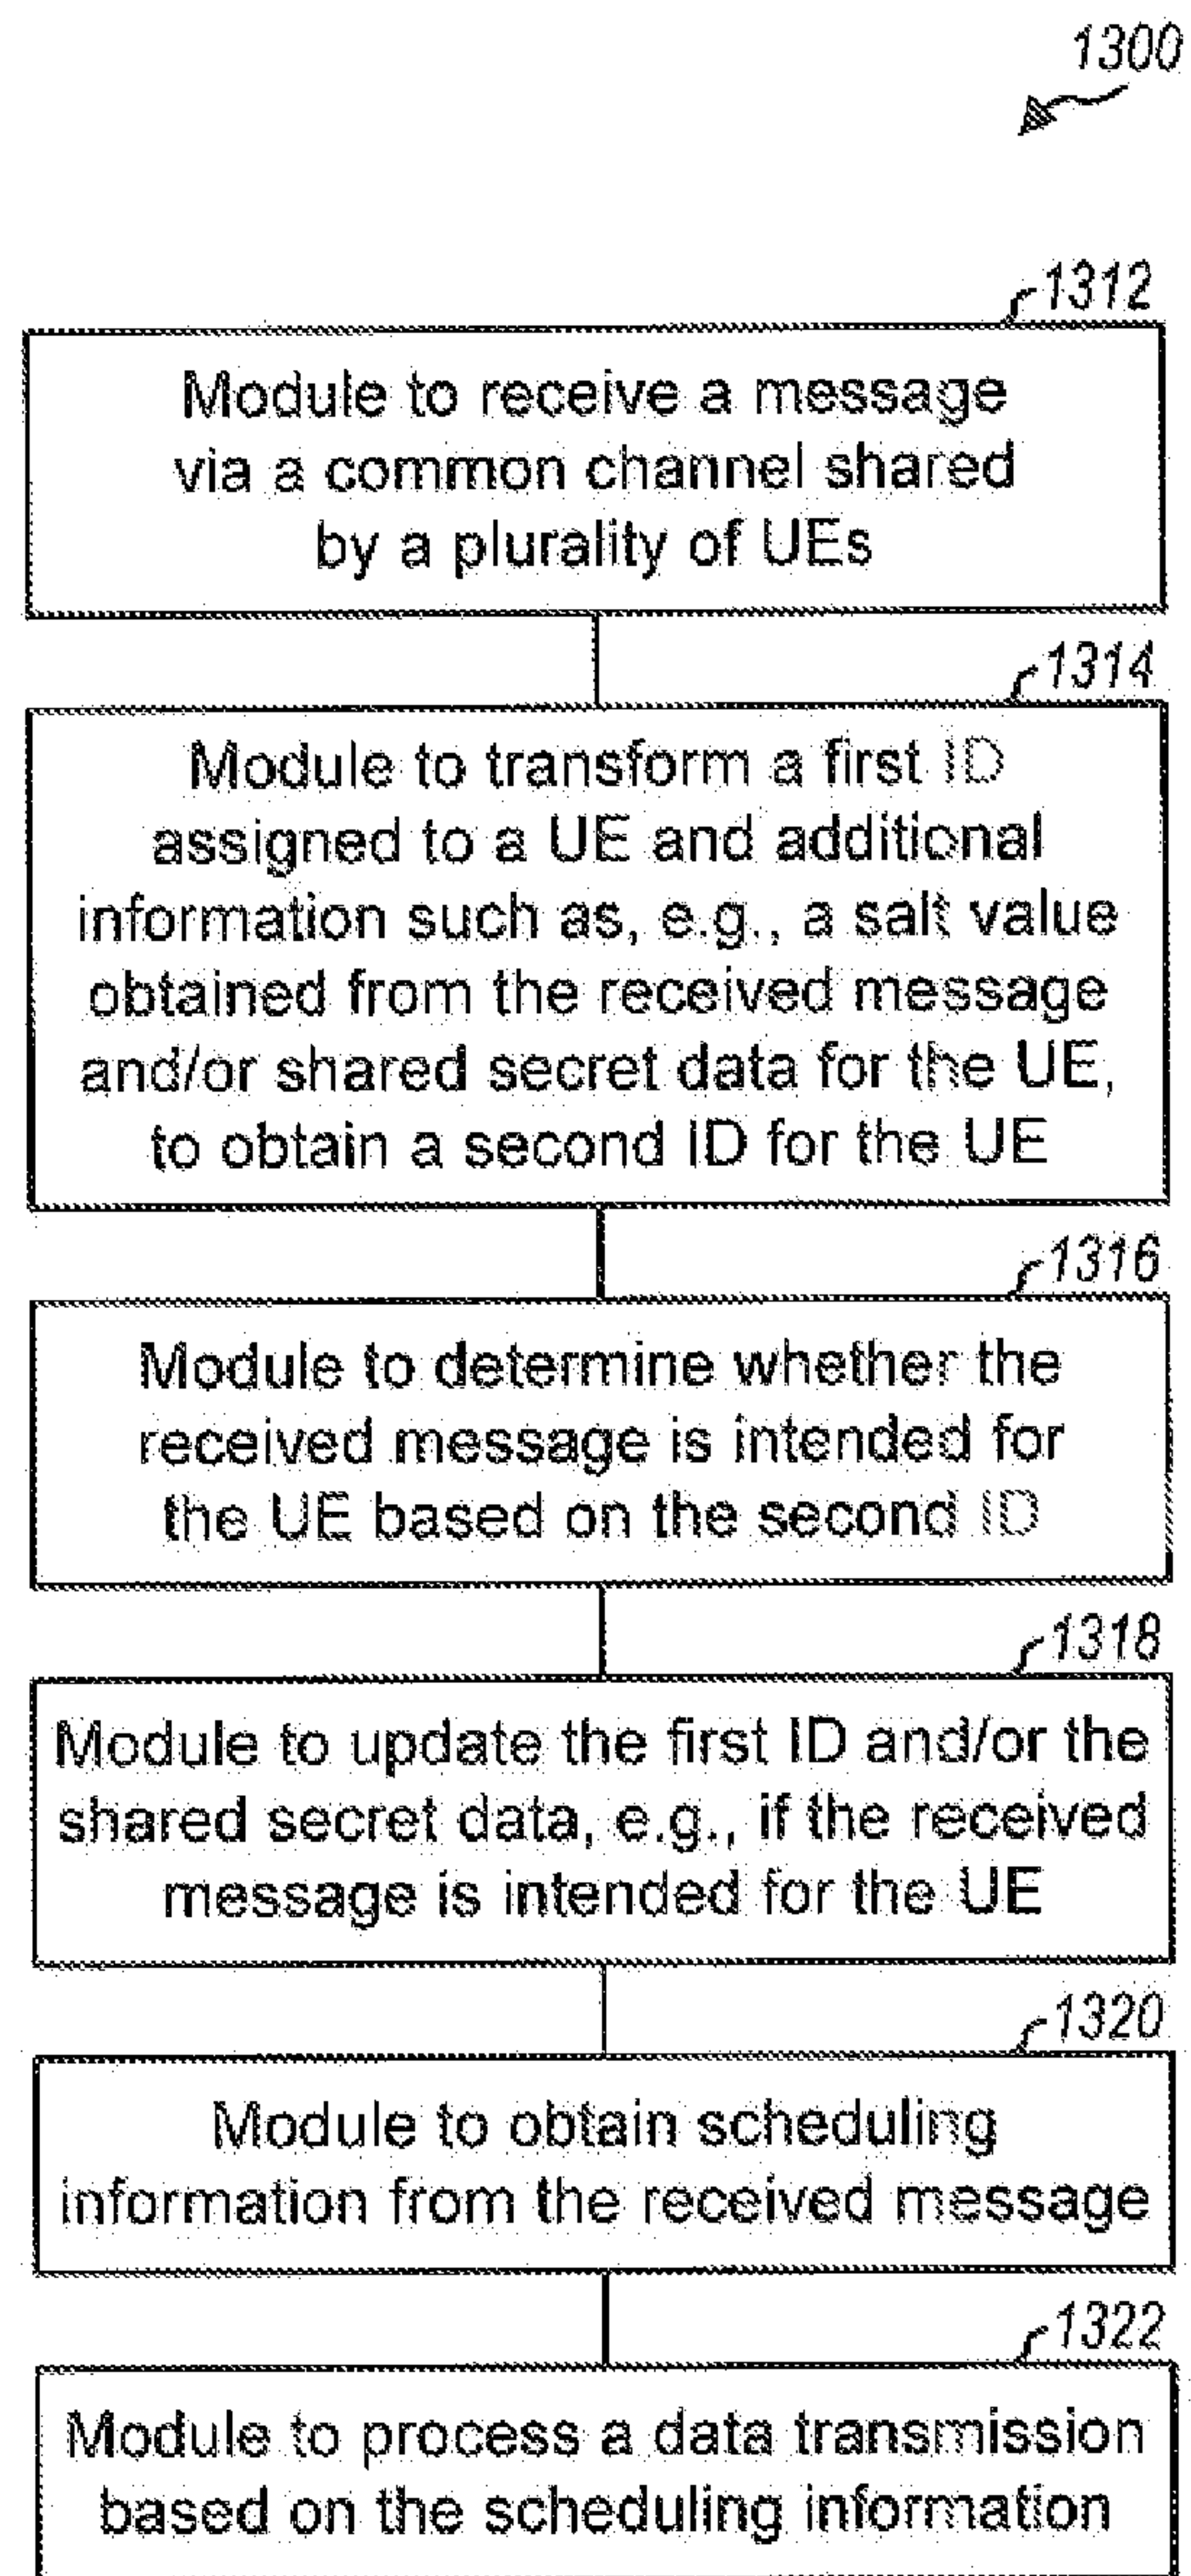 1300
1312
Module to receive a message
via a common channel shared
by a plurality of UEs
1314
Module to transform a first ID
assigned to a UE and additional
information such as, e.g., a salt value
obtained from the received message
and/or shared secret data for the UE,
to obtain a second ID for the UE
1316
Module to determine whether the
received message is intended for
the UE based on the second ID
1318
Module to update the first ID and/or the
shared secret data, e.g., if the received
message is intended for the UE
1320
Module to obtain scheduling
information from the received message
1322
Module to process a data transmission
based on the scheduling information